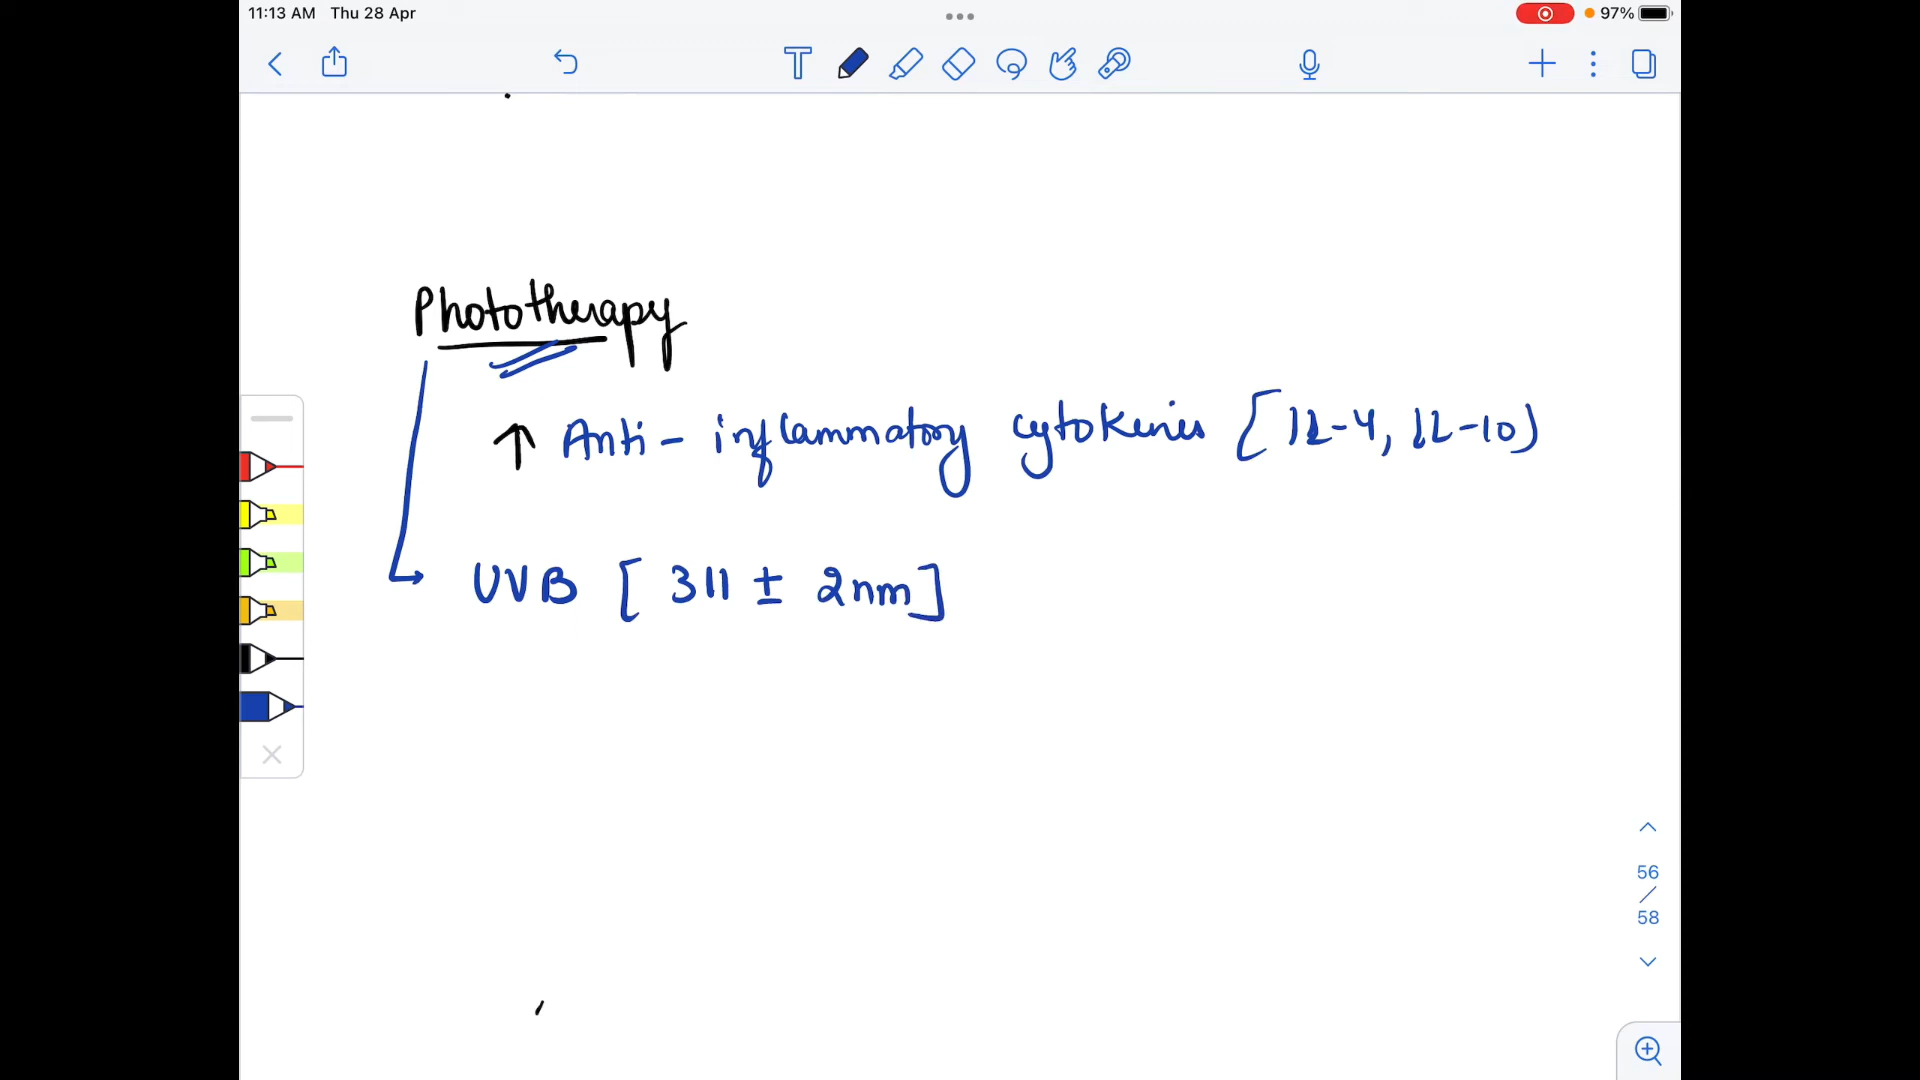 11:13 AM Thu 28 Apr
97%
T
Phototherapy
↑ Anti - inflammatory cytokenies [IL-4, IL-10)
UVB [ 311 ± 2nm]
56
/
58